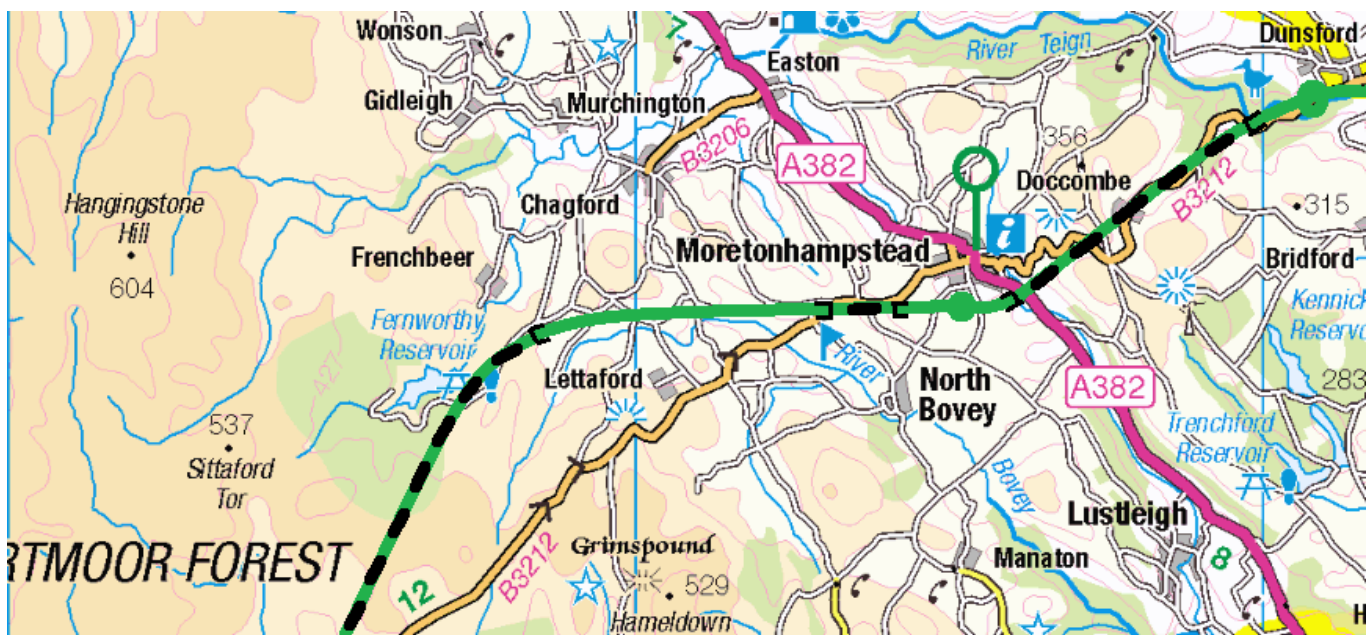 Wonson
7
River Teign
Dunsford
Easton
Gidleigh
Murchington
B3206
A382
356
Doccombe
B3212
315
Hangingstone
Hill
604
Chagford
Frenchbeer
Moretonhampstead
i
Bridford
Fernworthy
Reservoir
Kennick
Reservo
427
Lettaford
River
North
Bovey
A382
283
537
Sittaford
Tor
Trenchford
Reservoir
Bovey
Lustleigh
RTMOOR FOREST
12
B3212
Grimspound
529
Hameldown
Manaton
8
H